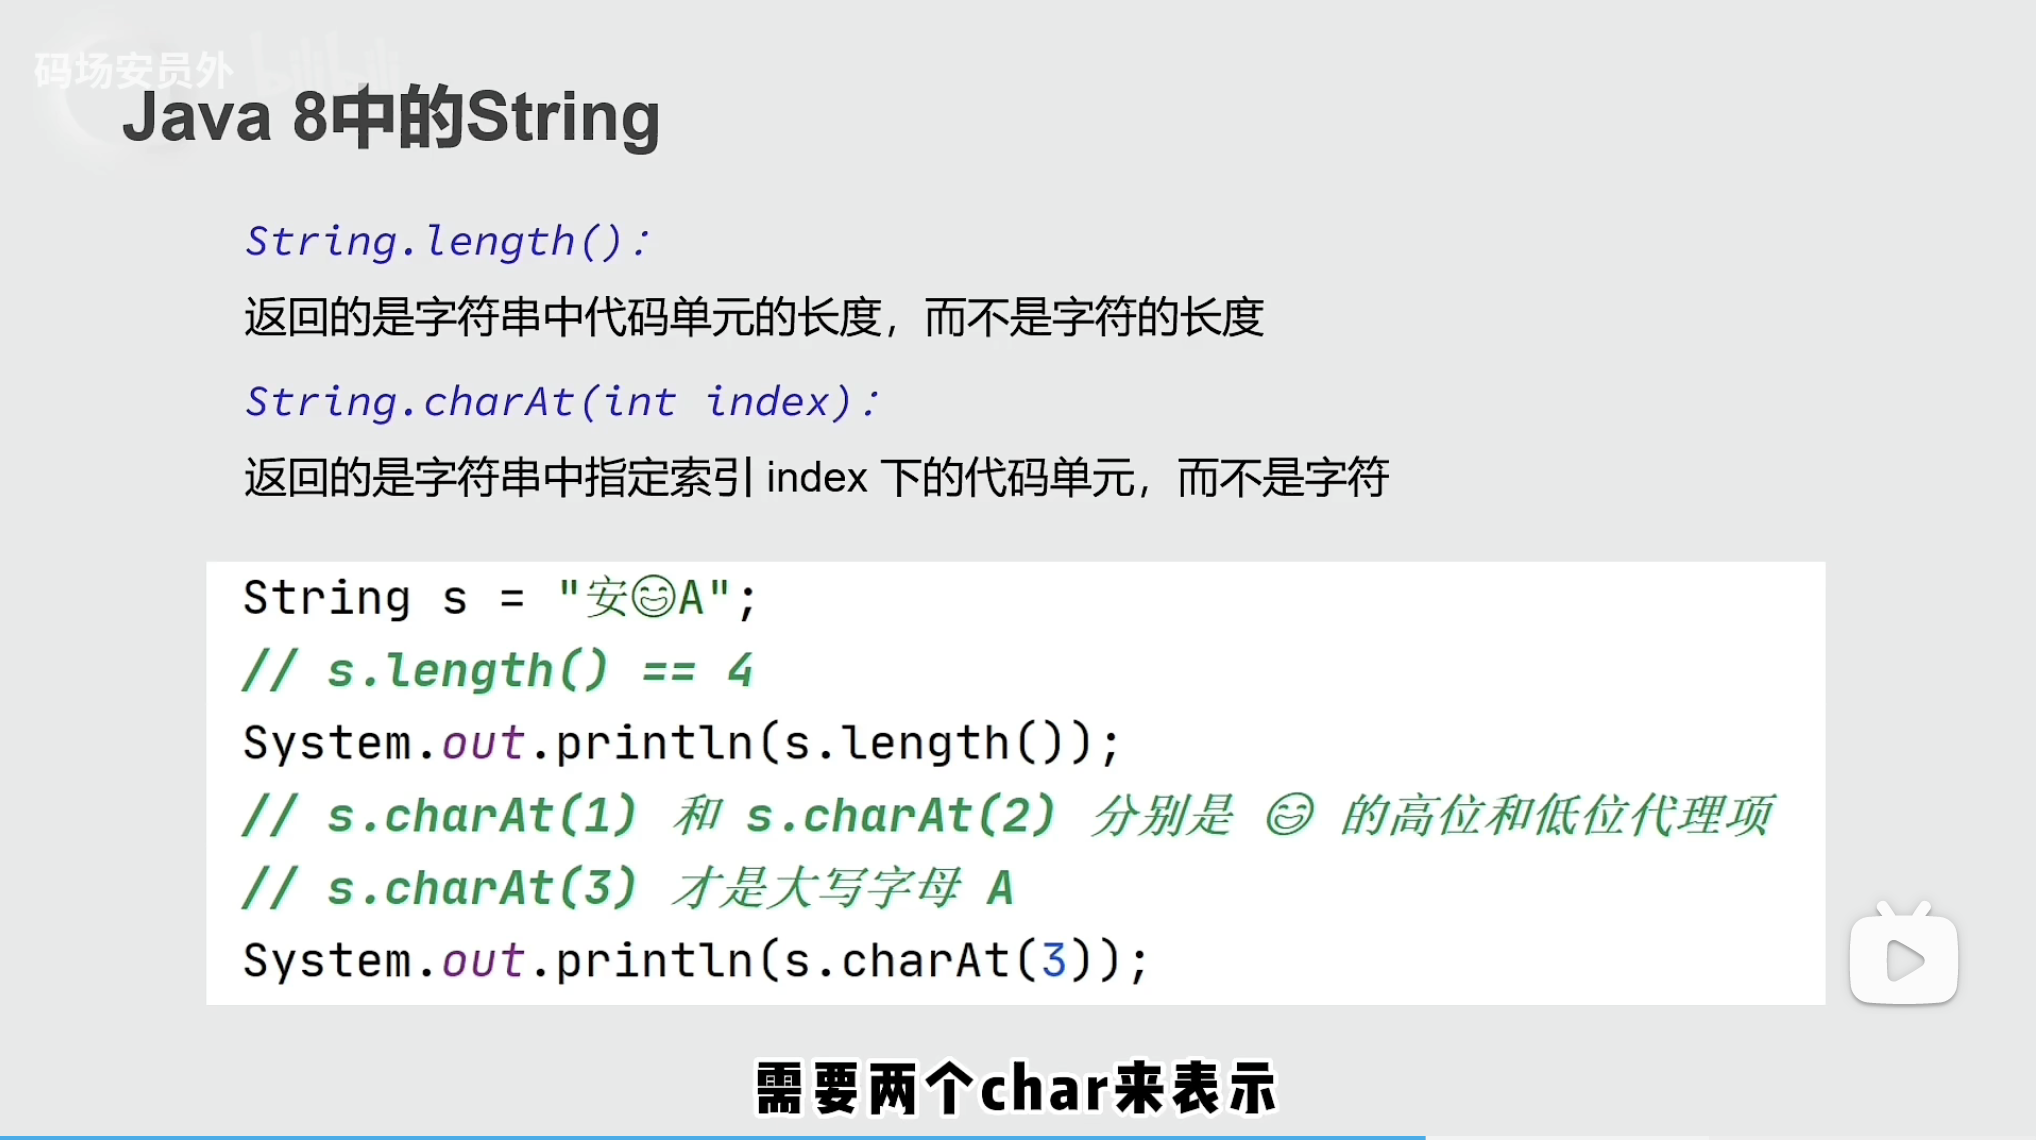 码场安员外 bilibili
Java 8中的String
String.length():
返回的是字符串中代码单元的长度，而不是字符的长度
String.charAt(int index):
返回的是字符串中指定索引 index 下的代码单元，而不是字符
String s = "安😊A";
// s.length() == 4
System.out.println(s.length());
// s.charAt(1) 和 s.charAt(2) 分别是 😊 的高位和低位代理项
// s.charAt(3) 才是大写字母 A
System.out.println(s.charAt(3));
需要两个char来表示